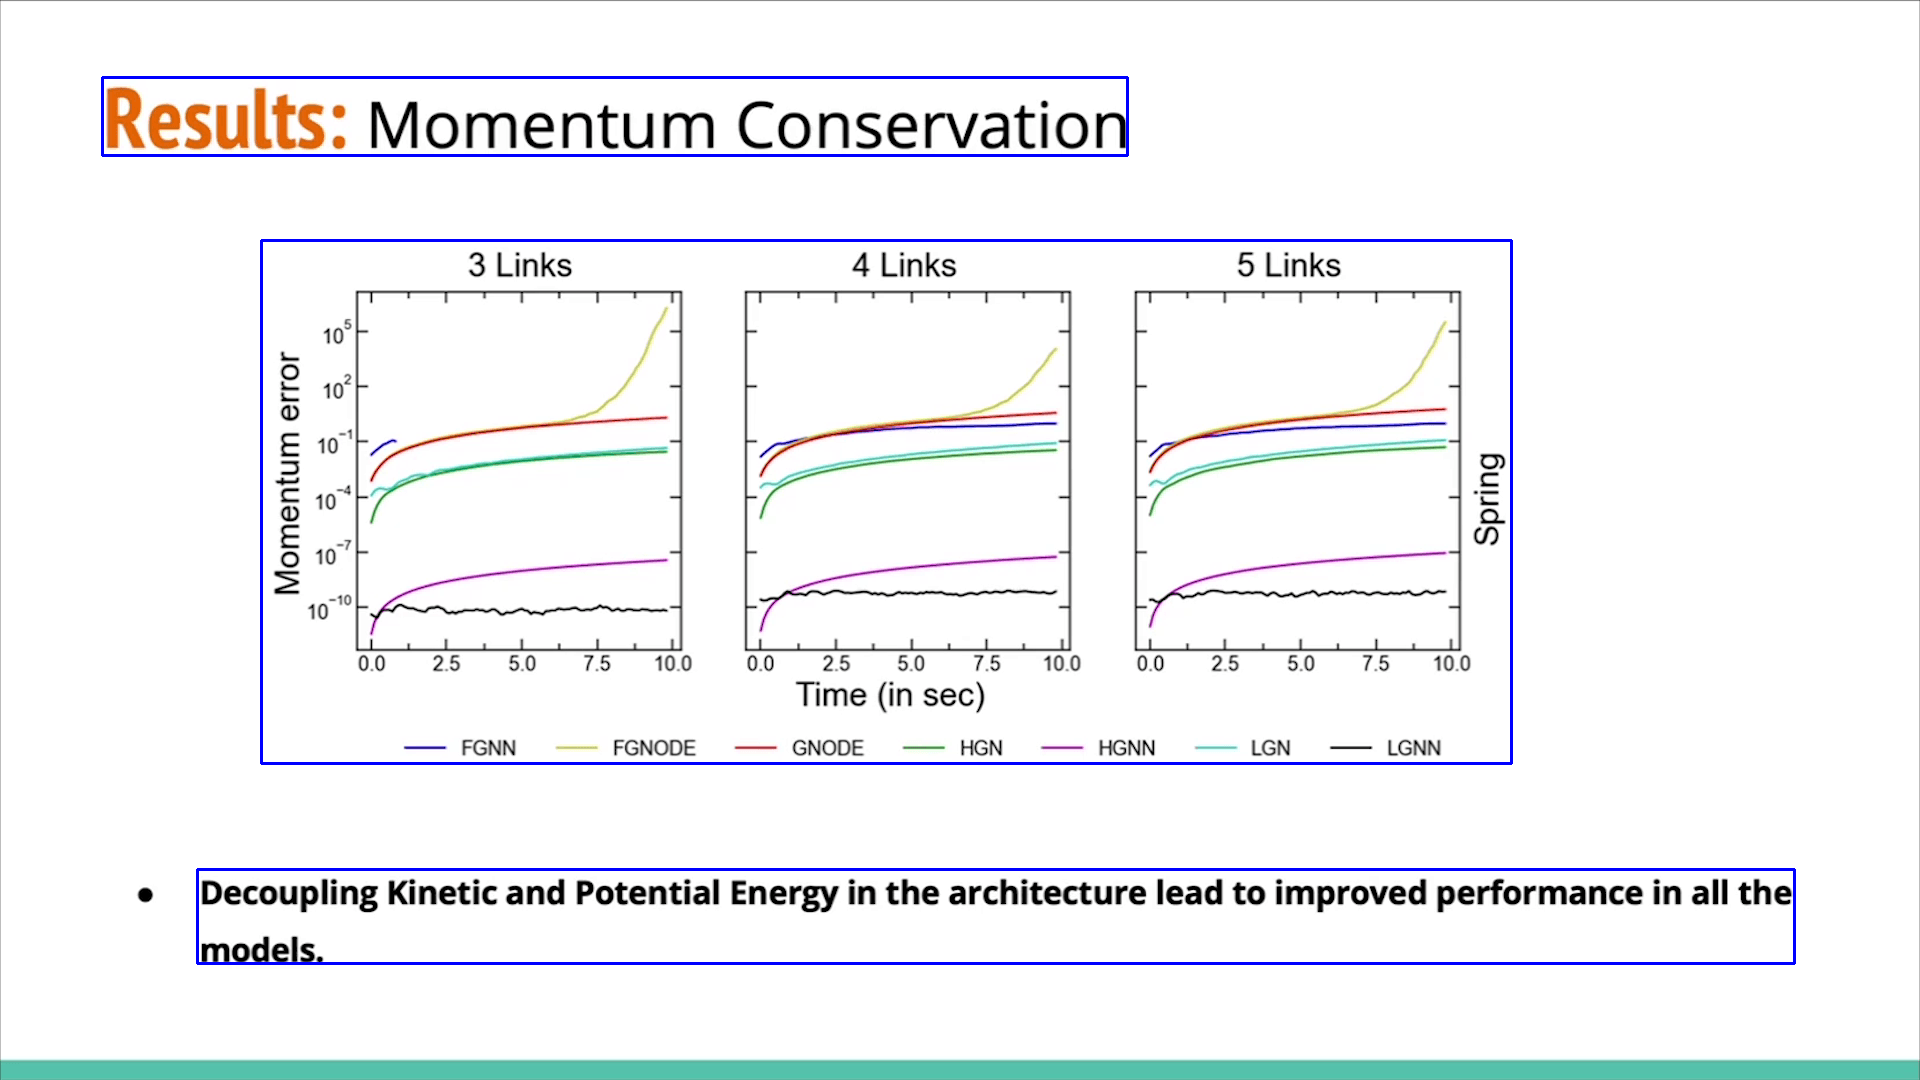 Results: Momentum Conservation
3 Links
4 Links
5 Links
Momentum error
10^5
10^2
10^−1
10^−4
10^−7
10^−10
0.0 2.5 5.0 7.5 10.0
0.0 2.5 5.0 7.5 10.0
0.0 2.5 5.0 7.5 10.0
Spring
Time (in sec)
FGNN FGNODE GNODE HGN HGNN LGN LGNN
● Decoupling Kinetic and Potential Energy in the architecture lead to improved performance in all the
models.